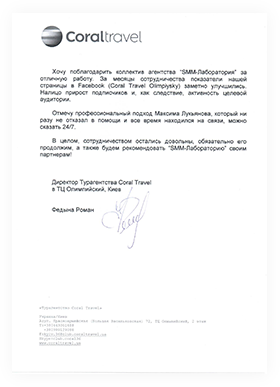 Coral travel
Хочу поблагодарить коллектив агентства "SMM-Лаборатория" за
отличную работу. За месяцы сотрудничества показатели нашей
страницы в Facebook (Coral Travel Olimpiysky) заметно улучшились.
Налицо прирост подписчиков и, как следствие, активность целевой
аудитории.
Отмечу профессиональный подход Максима Лукьянова, который ни
разу не отказал в помощи и все время находился на связи, можно
сказать 24/7.
В целом, сотрудничеством остались довольны, обязательно его
продолжим, а также будем рекомендовать "SMM-Лабораторию" своим
партнерам!
Директор Турагентства Coral Travel
в ТЦ Олимпийский, Киев
Федына Роман
«Турагентство Coral Travel»